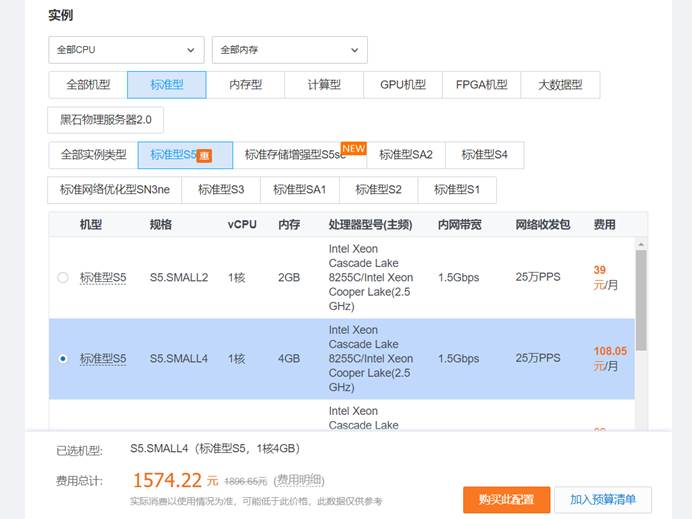 实例
全部CPU 全部内存
全部机型 标准型 内存型 计算型 GPU机型 FPGA机型 大数据型
黑石物理服务器2.0
全部实例类型 标准型S5 惠 标准存储增强型S5se NEW 标准型SA2 标准型S4
标准网络优化型SN3ne 标准型S3 标准型SA1 标准型S2 标准型S1
机型 规格 vCPU 内存 处理器型号(主频) 内网带宽 网络收发包 费用
Intel Xeon
Cascade Lake
标准型S5 S5.SMALL2 1核 2GB 8255C/Intel Xeon 1.5Gbps 25万PPS 39
Cooper Lake(2.5 元/月
GHz)
Intel Xeon
Cascade Lake
标准型S5 S5.SMALL4 1核 4GB 8255C/Intel Xeon 1.5Gbps 25万PPS 108.05
Cooper Lake(2.5 元/月
GHz)
Intel Xeon
Cascade Lake
已选机型: S5.SMALL4（标准型S5，1核4GB）
费用总计: 1574.22 元 1896.65元 (费用明细)
实际消费以使用情况为准，可能低于此价格，此数据仅供参考
购买此配置 加入预算清单